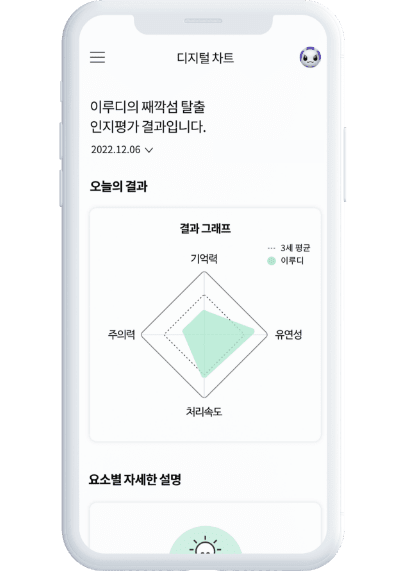 디지털 차트
이루디의 째깍섬 탈출
인지평가 결과입니다.
2022.12.06
오늘의 결과
결과 그래프
3세 평균
이루디
기억력
주의력
유연성
처리속도
요소별 자세한 설명